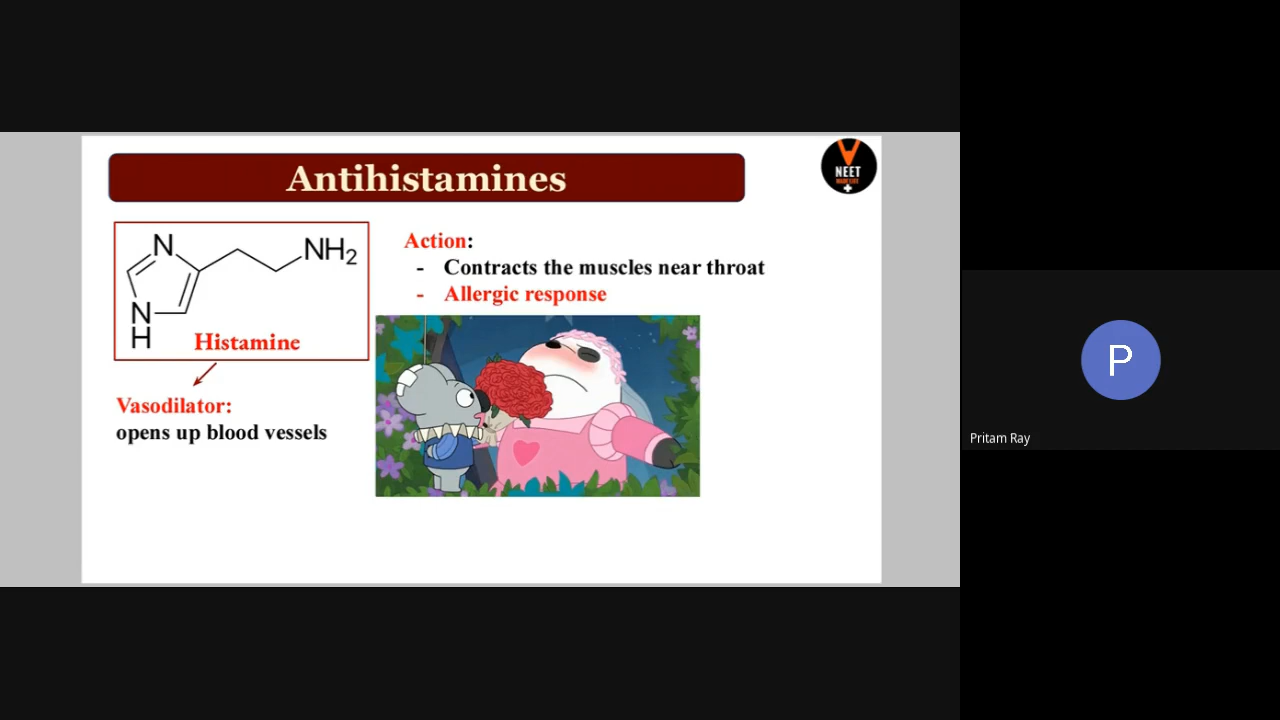 Antihistamines
NEET
N
NH2
N
H
Histamine
Vasodilator:
opens up blood vessels
Action:
- Contracts the muscles near throat
- Allergic response
P
Pritam Ray